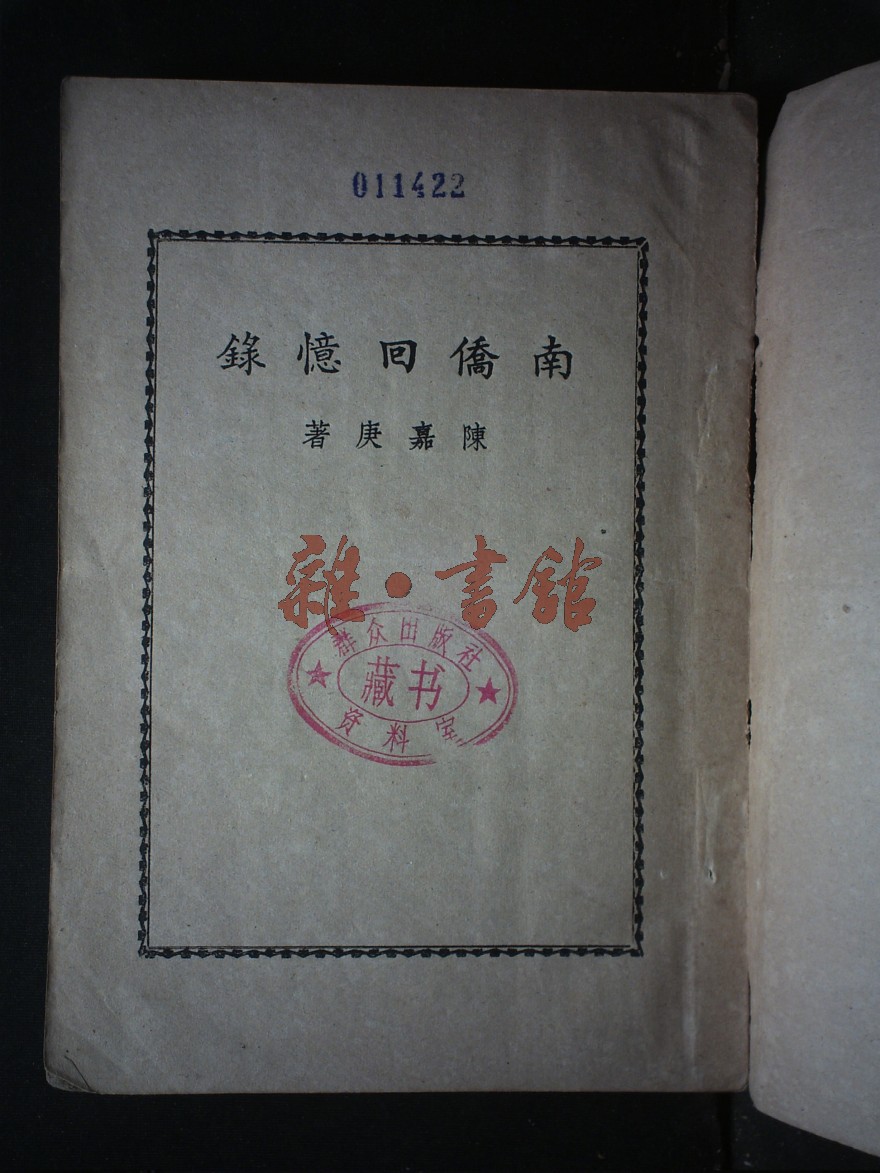 011422
南僑回憶錄
陳嘉庚著
雜·書館
群众出版社
藏书
资料室